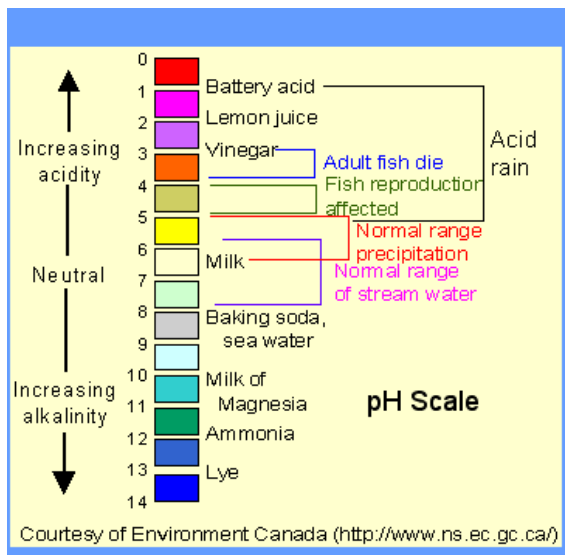 0
1
Battery acid
Lemon juice
2
Acid
rain
Increasing
acidity
3
Vinegar
Adult fish die
4
Fish reproduction
affected
5
Normal range
precipitation
6
Milk
Neutral
7
Normal range
of stream water
8
Baking soda,
sea water
9
10
Milk of
Magnesia
Increasing
alkalinity
11
pH Scale
Ammonia
12
13
Lye
14
Courtesy of Environment Canada (http://www.ns.ec.gc.ca/)